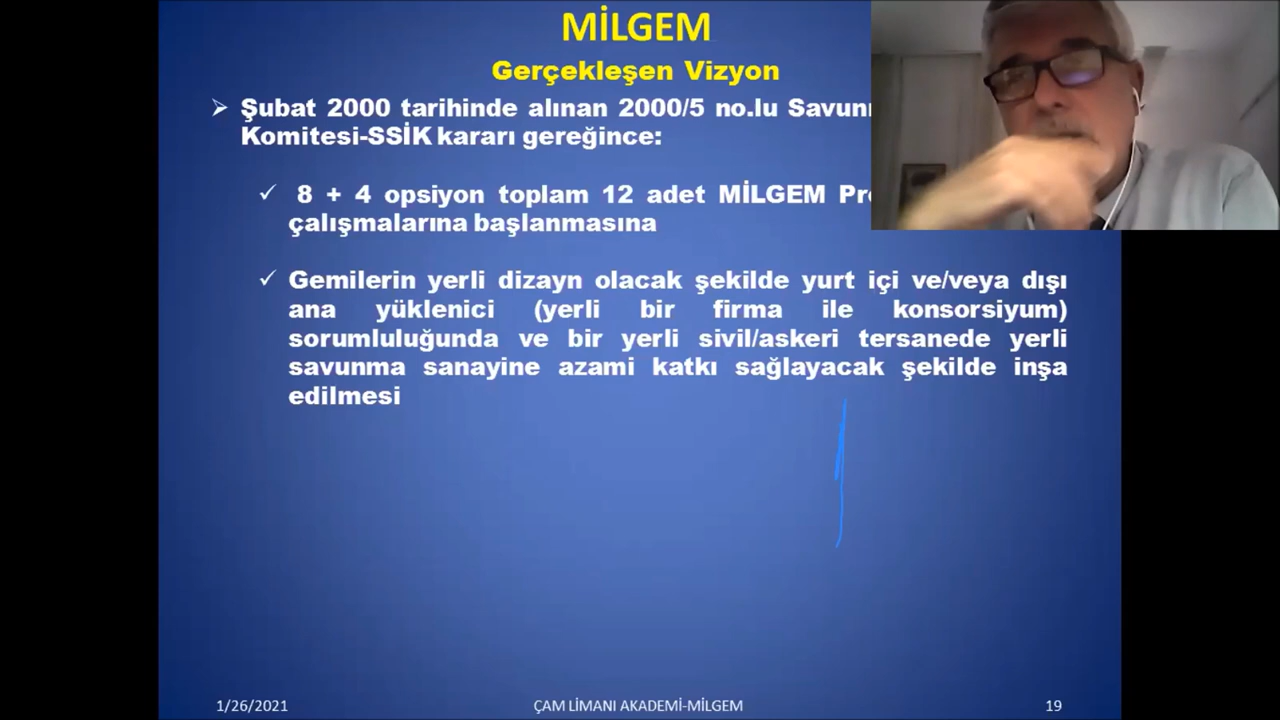 MİLGEM
Gerçekleşen Vizyon
➢ Şubat 2000 tarihinde alınan 2000/5 no.lu
Komitesi-SSİK kararı gereğince:
✓ 8 + 4 opsiyon toplam 12 adet MİLGEM
çalışmalarına başlanmasına
✓ Gemilerin yerli dizayn olacak şekilde yurt içi ve/veya dışı
ana yüklenici (yerli bir firma ile konsorsiyum)
sorumluluğunda ve bir yerli sivil/askeri tersanede yerli
savunma sanayine azami katkı sağlayacak şekilde inşa
edilmesi
1/26/2021
ÇAM LİMANI AKADEMİ-MİLGEM
19